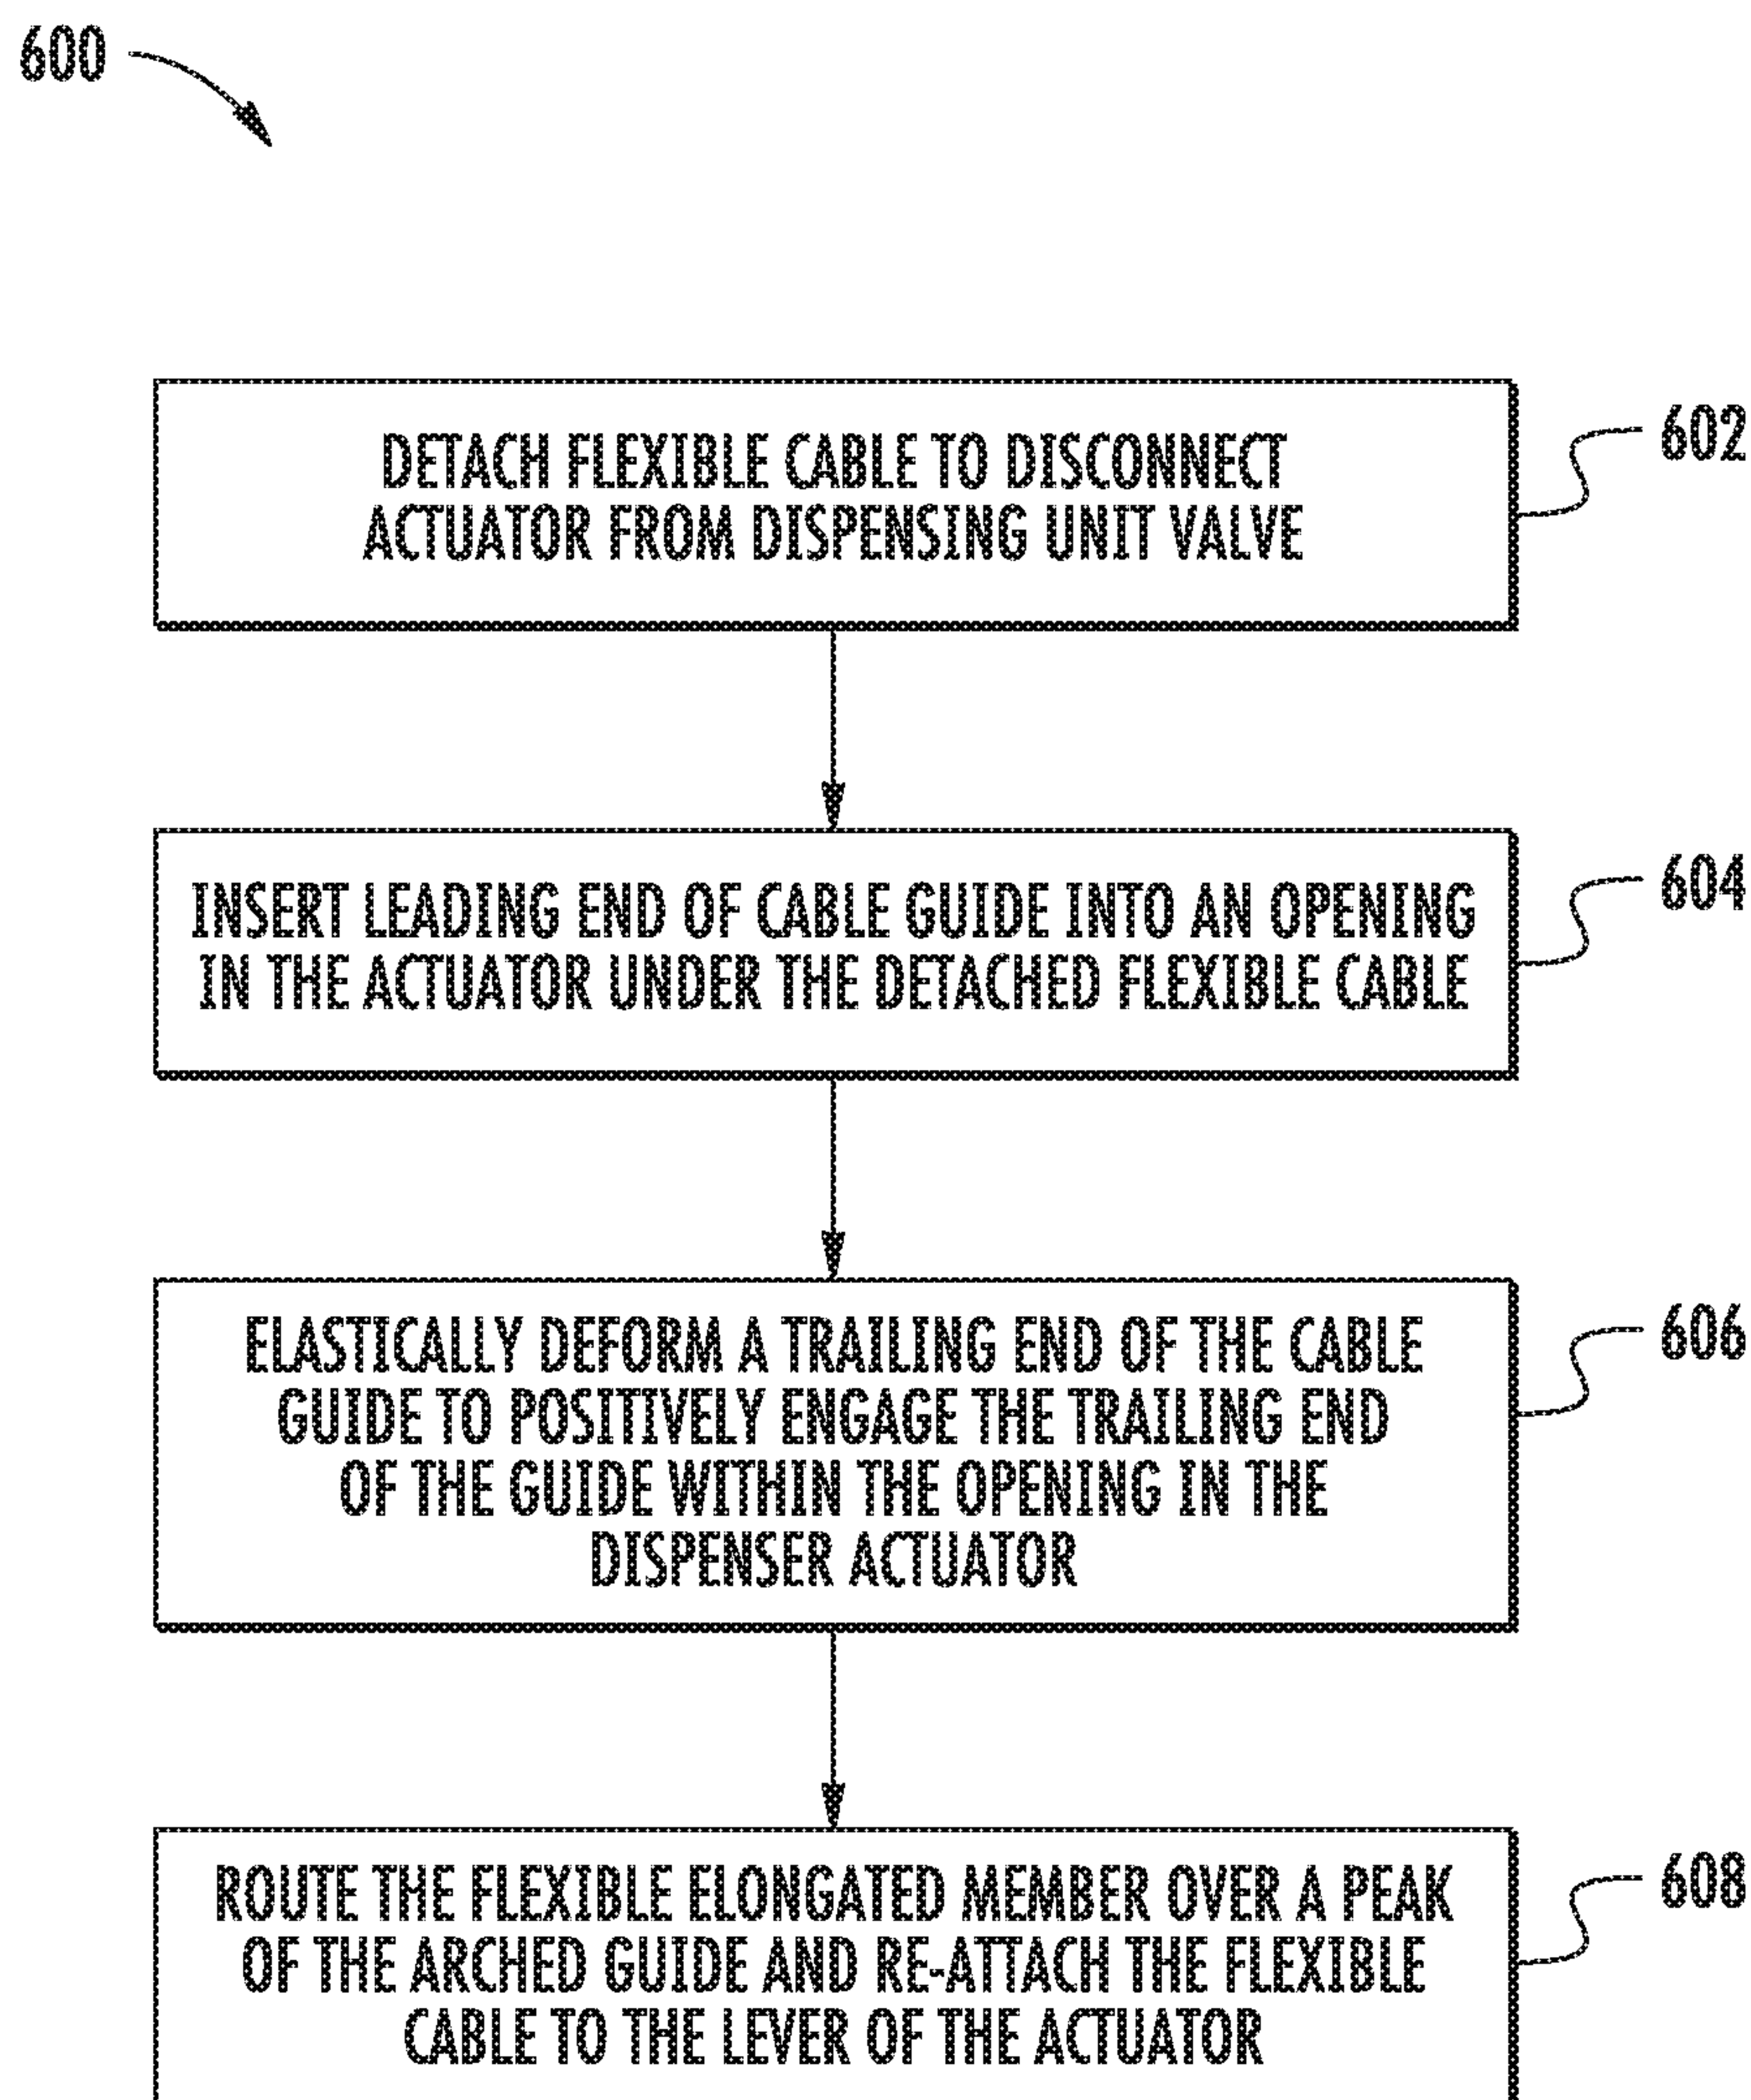 600
DETACH FLEXIBLE CABLE TO DISCONNECT
ACTUATOR FROM DISPENSING UNIT VALVE
602
INSERT LEADING END OF CABLE GUIDE INTO AN OPENING
IN THE ACTUATOR UNDER THE DETACHED FLEXIBLE CABLE
604
ELASTICALLY DEFORM A TRAILING END OF THE CABLE
GUIDE TO POSITIVELY ENGAGE THE TRAILING END
OF THE GUIDE WITHIN THE OPENING IN THE
DISPENSER ACTUATOR
606
ROUTE THE FLEXIBLE ELONGATED MEMBER OVER A PEAK
OF THE ARCHED GUIDE AND RE-ATTACH THE FLEXIBLE
CABLE TO THE LEVER OF THE ACTUATOR
608